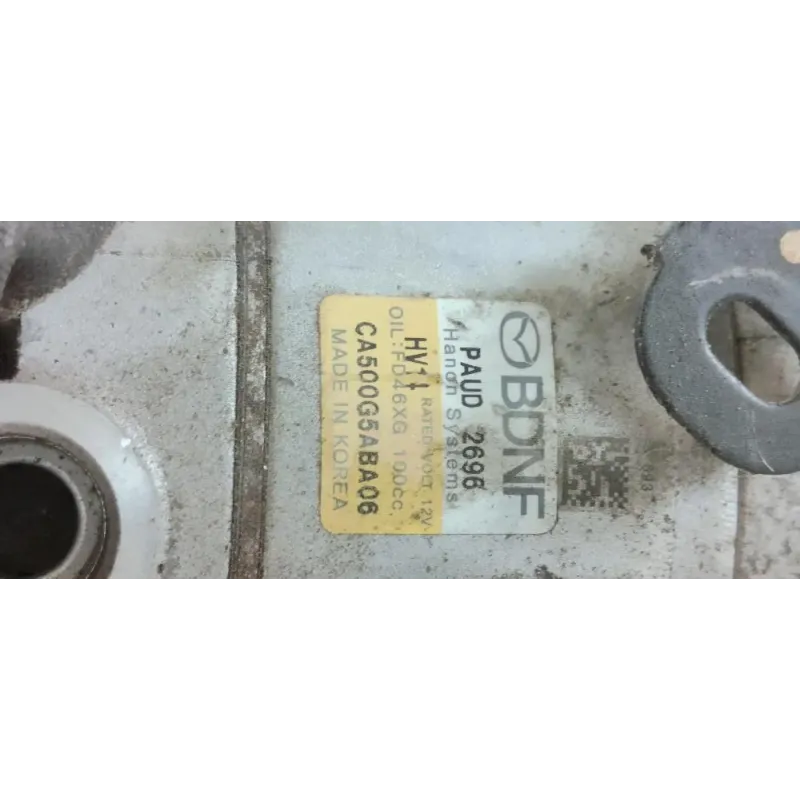 BDNF
PAUD 2696
Hanon Systems
HV11 RATED VOLT. 12V
OIL:FD46XG 100cc.
CA500G5ABA06
MADE IN KOREA